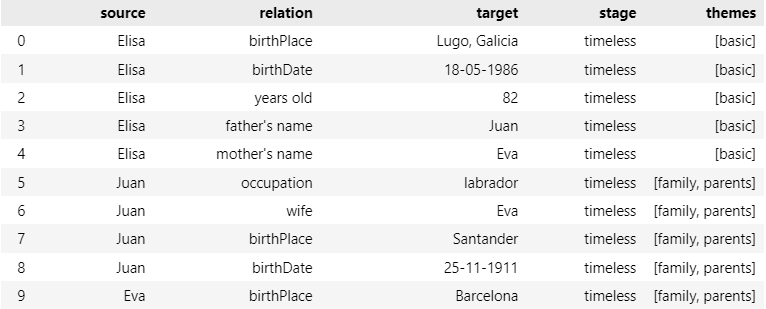 source relation target stage themes
0 Elisa birthPlace Lugo, Galicia timeless [basic]
1 Elisa birthDate 18-05-1986 timeless [basic]
2 Elisa years old 82 timeless [basic]
3 Elisa father's name Juan timeless [basic]
4 Elisa mother's name Eva timeless [basic]
5 Juan occupation labrador timeless [family, parents]
6 Juan wife Eva timeless [family, parents]
7 Juan birthPlace Santander timeless [family, parents]
8 Juan birthDate 25-11-1911 timeless [family, parents]
9 Eva birthPlace Barcelona timeless [family, parents]